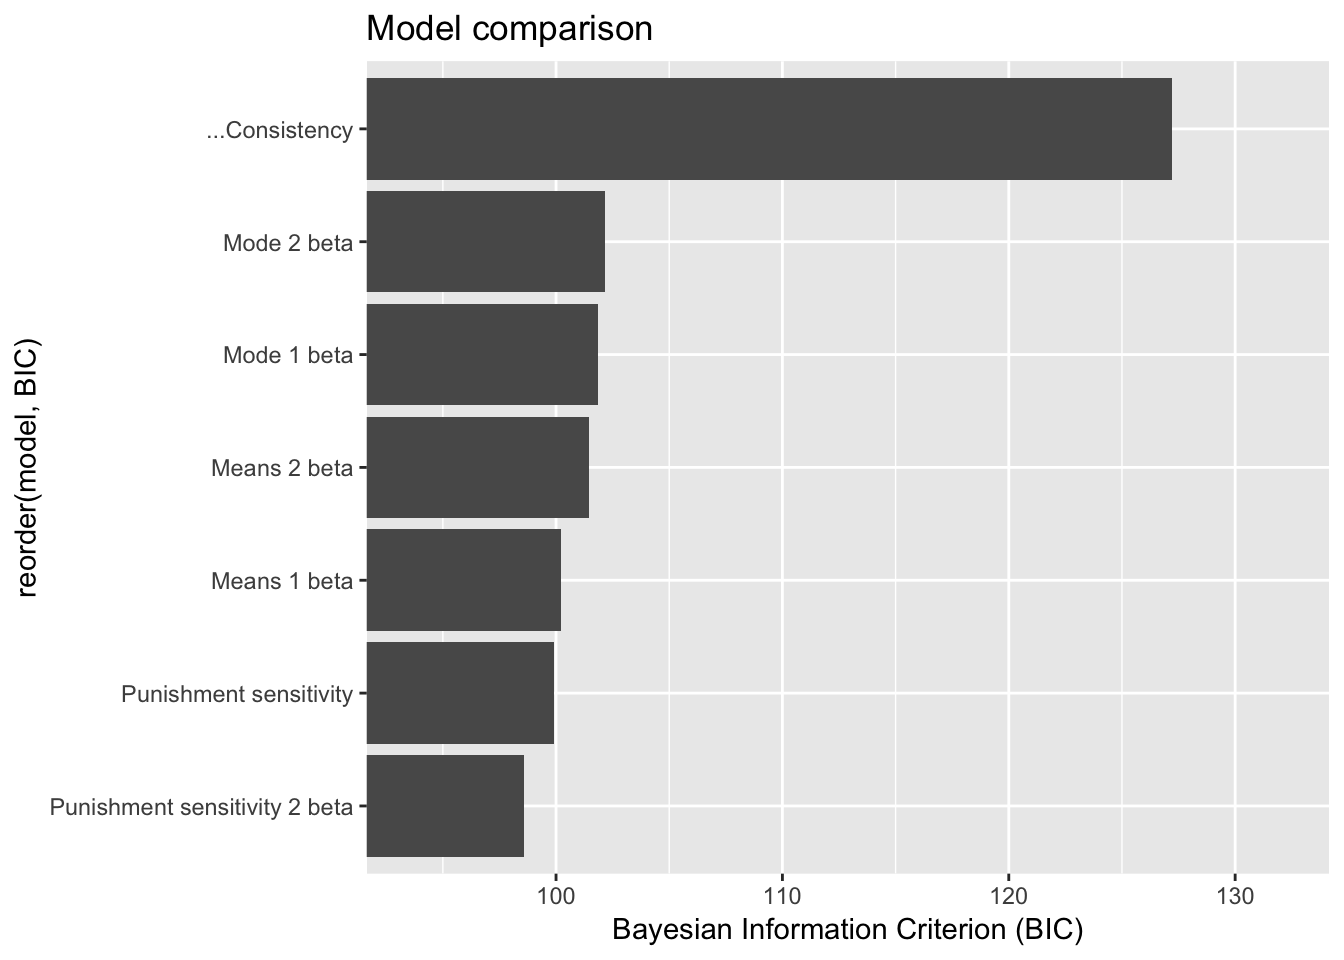 Model comparison
...Consistency
Mode 2 beta
Mode 1 beta
Means 2 beta
Means 1 beta
Punishment sensitivity
Punishment sensitivity 2 beta
reorder(model, BIC)
100 110 120 130
Bayesian Information Criterion (BIC)